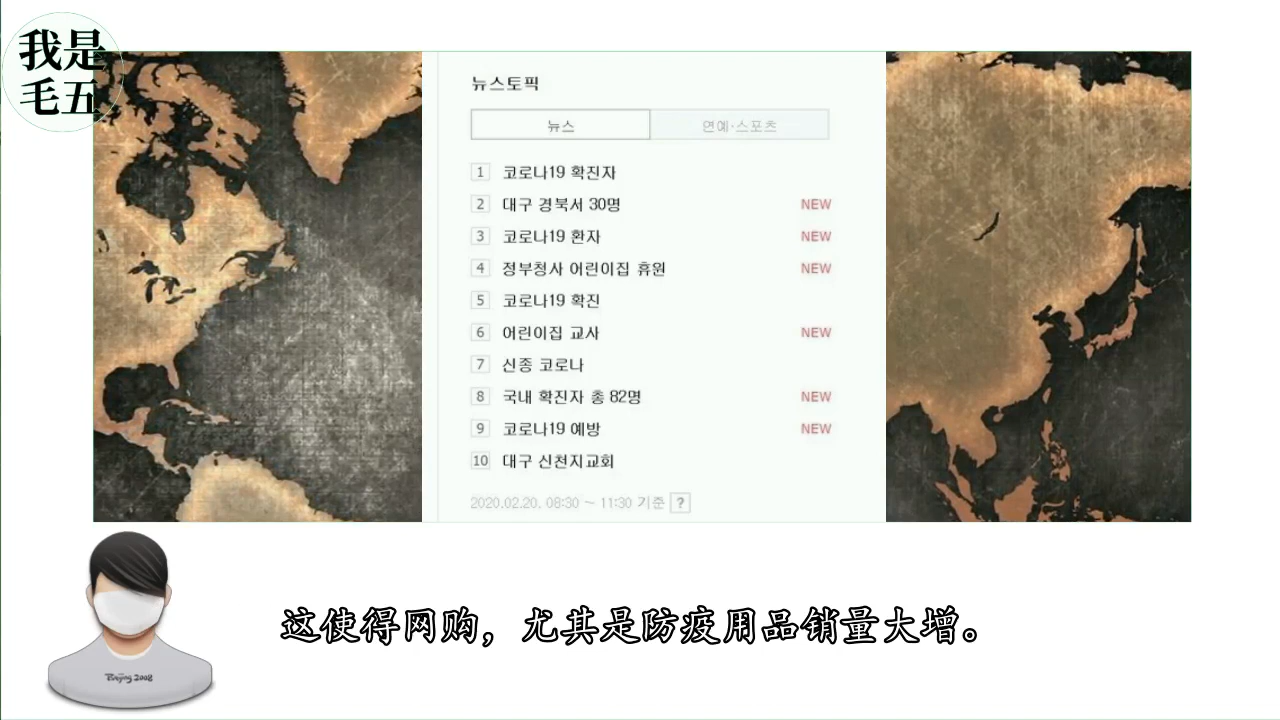 我是
毛五
뉴스토픽
뉴스
연예·스포츠
1 코로나19 확진자
2 대구 경북서 30명 NEW
3 코로나19 환자 NEW
4 정부청사 어린이집 휴원 NEW
5 코로나19 확진
6 어린이집 교사 NEW
7 신종 코로나
8 국내 확진자 총 82명 NEW
9 코로나19 예방 NEW
10 대구 신천지교회
2020.02.20. 08:30 ~ 11:30 기준 ?
这使得网购，尤其是防疫用品销量大增。
Beijing 2008